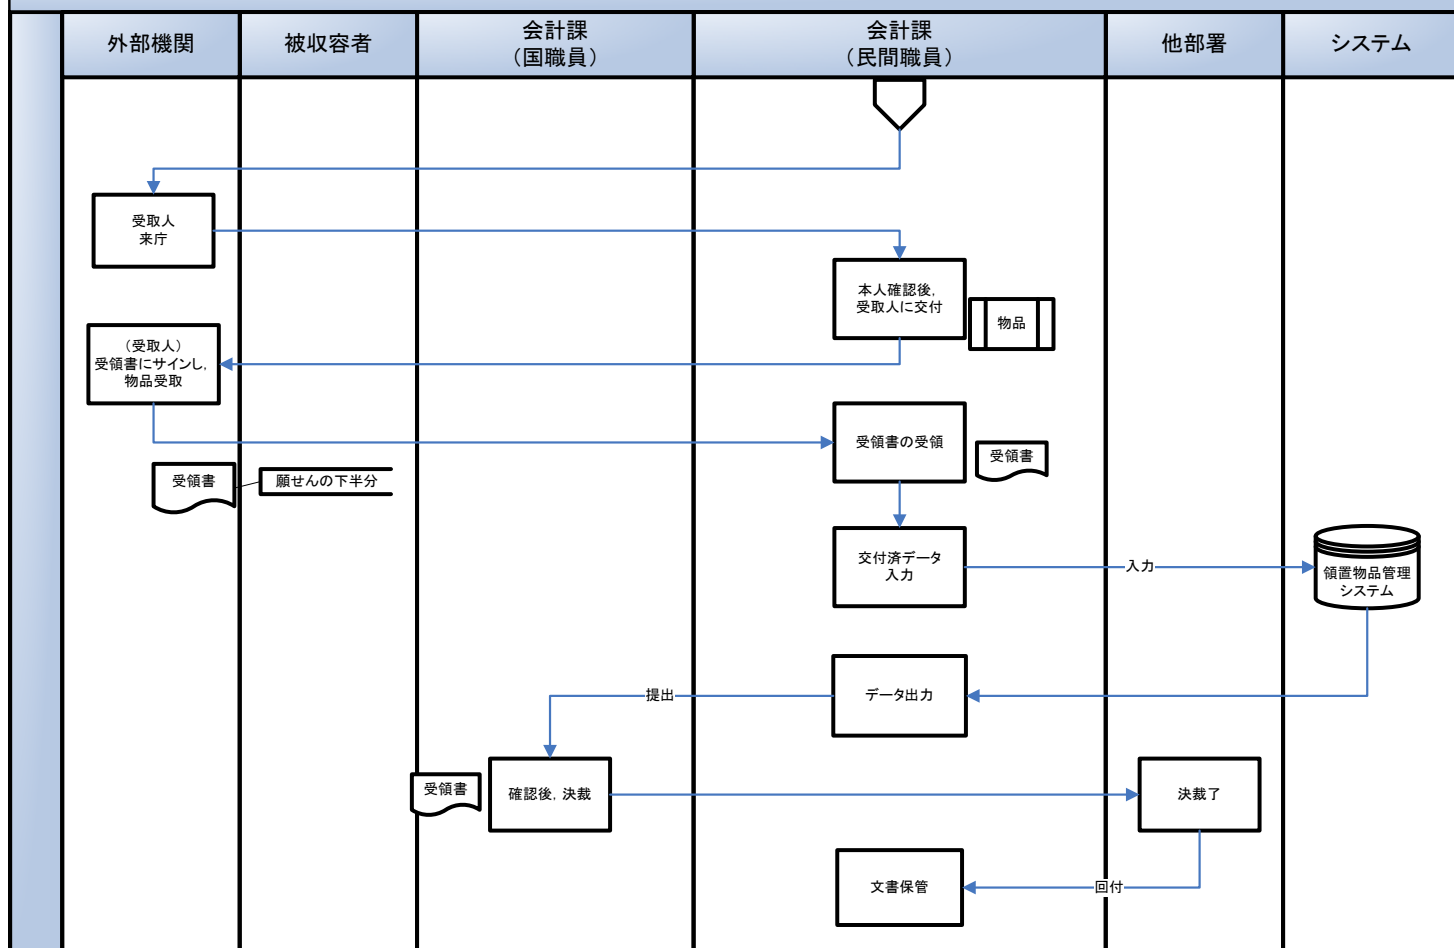 外部機関
被収容者
会計課
（国職員）
会計課
（民間職員）
他部署
システム
受取人
来庁
本人確認後,
受取人に交付
物品
（受取人）
受領書にサインし,
物品受取
受領書の受領
受領書
受領書
願せんの下半分
交付済データ
入力
入力
領置物品管理
システム
データ出力
提出
受領書
確認後, 決裁
決裁了
文書保管
回付